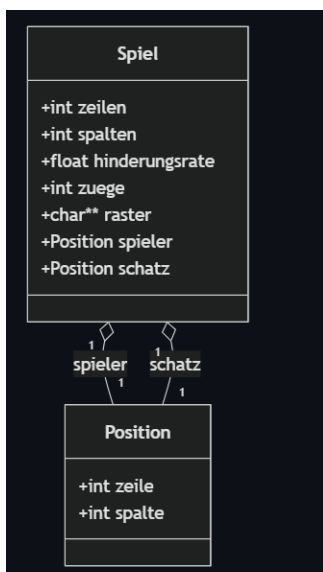 Spiel
+int zeilen
+int spalten
+float hinderungsrate
+int zuege
+char** raster
+Position spieler
+Position schatz
1 1
spieler schatz
1 1
Position
+int zeile
+int spalte